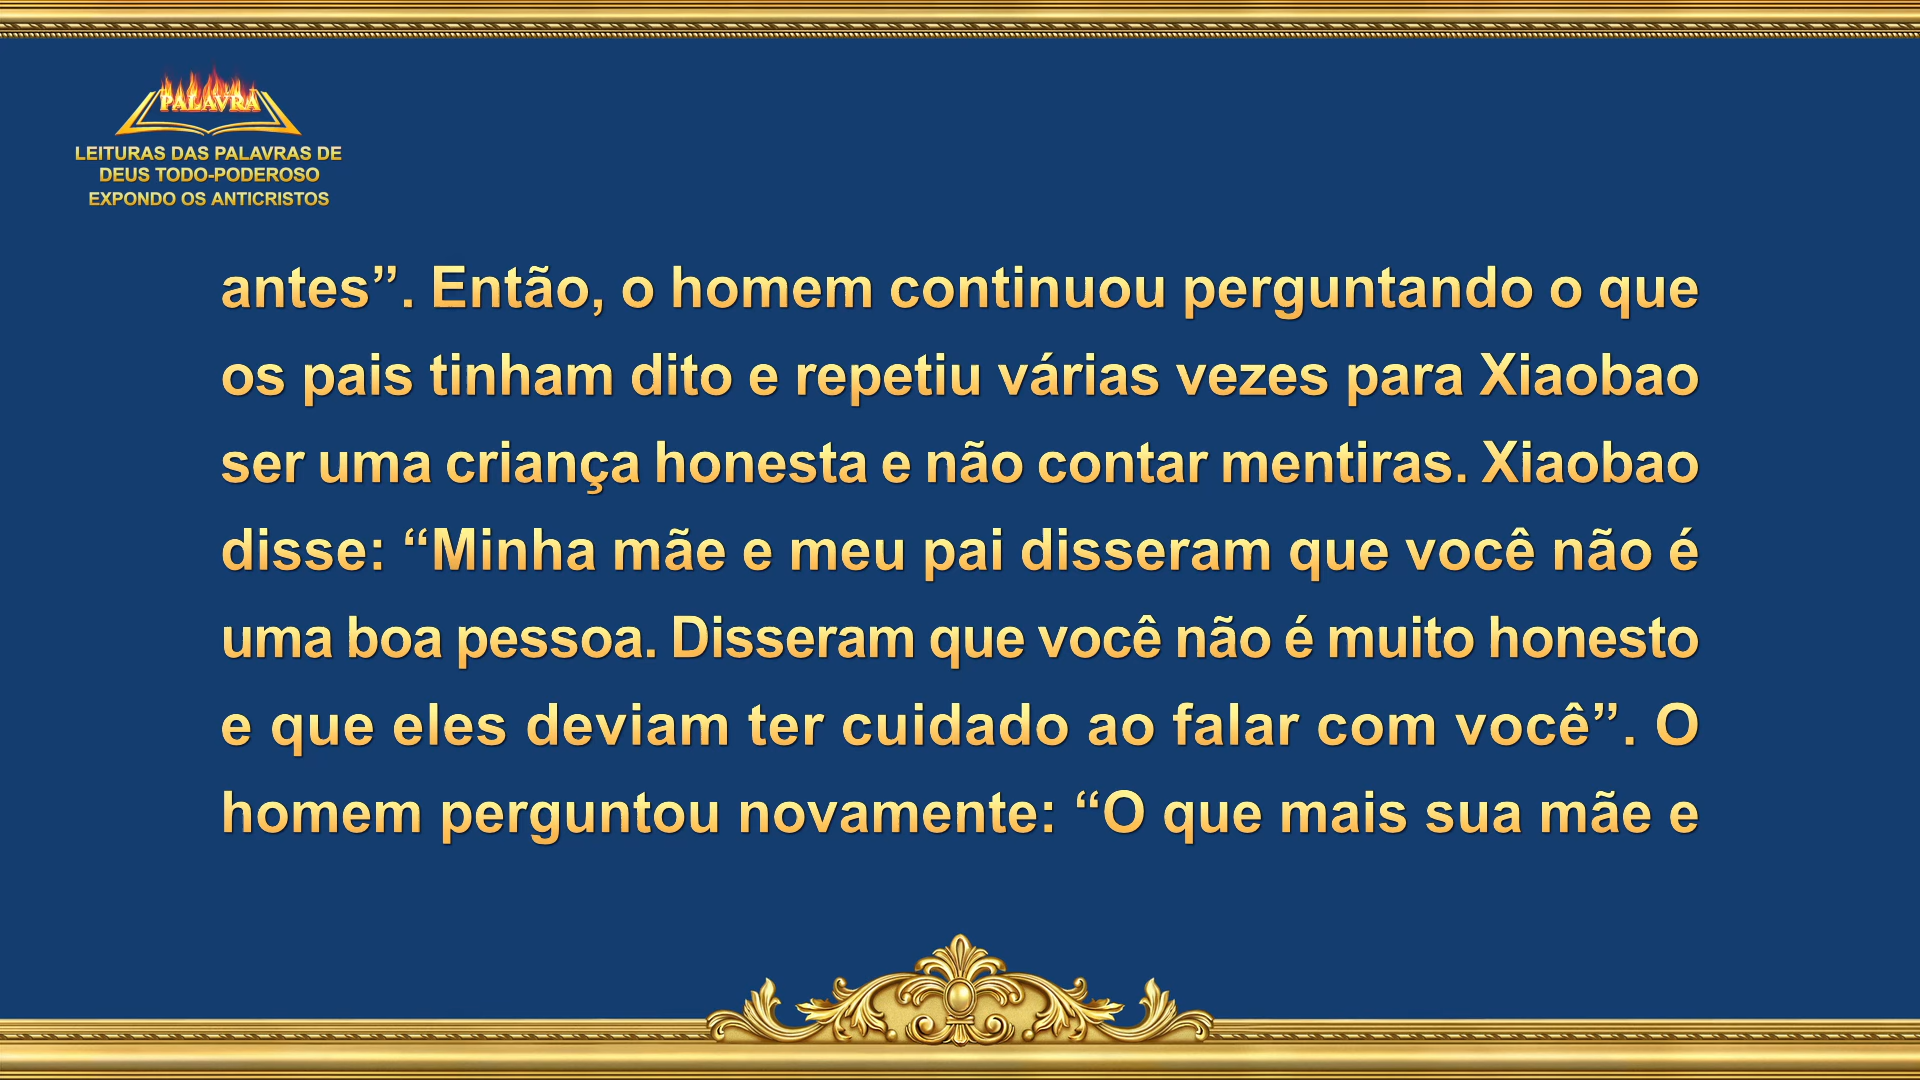 PALAVRA
LEITURAS DAS PALAVRAS DE
DEUS TODO-PODEROSO
EXPONDO OS ANTICRISTOS
antes”. Então, o homem continuou perguntando o que
os pais tinham dito e repetiu várias vezes para Xiaobao
ser uma criança honesta e não contar mentiras. Xiaobao
disse: “Minha mãe e meu pai disseram que você não é
uma boa pessoa. Disseram que você não é muito honesto
e que eles deviam ter cuidado ao falar com você”. O
homem perguntou novamente: “O que mais sua mãe e